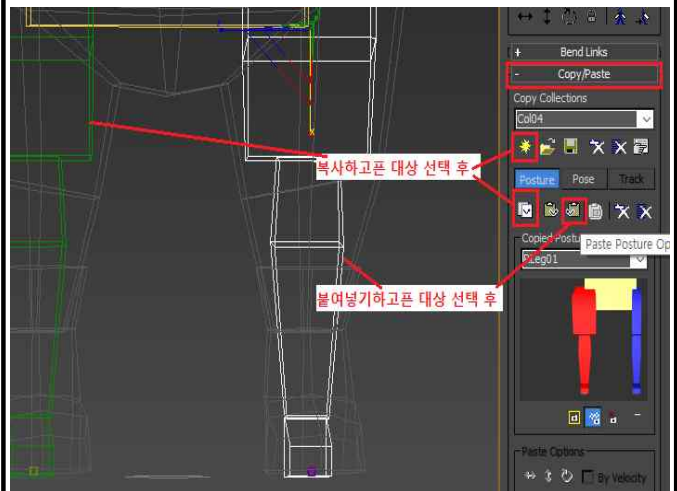 Bend Links
Copy/Paste
Copy Collections
Col04
복사하고픈 대상 선택 후
Posture Pose Track
Copied Postu
Paste Posture Op
RLeg01
붙여넣기하고픈 대상 선택 후
Paste Options
By Velocity